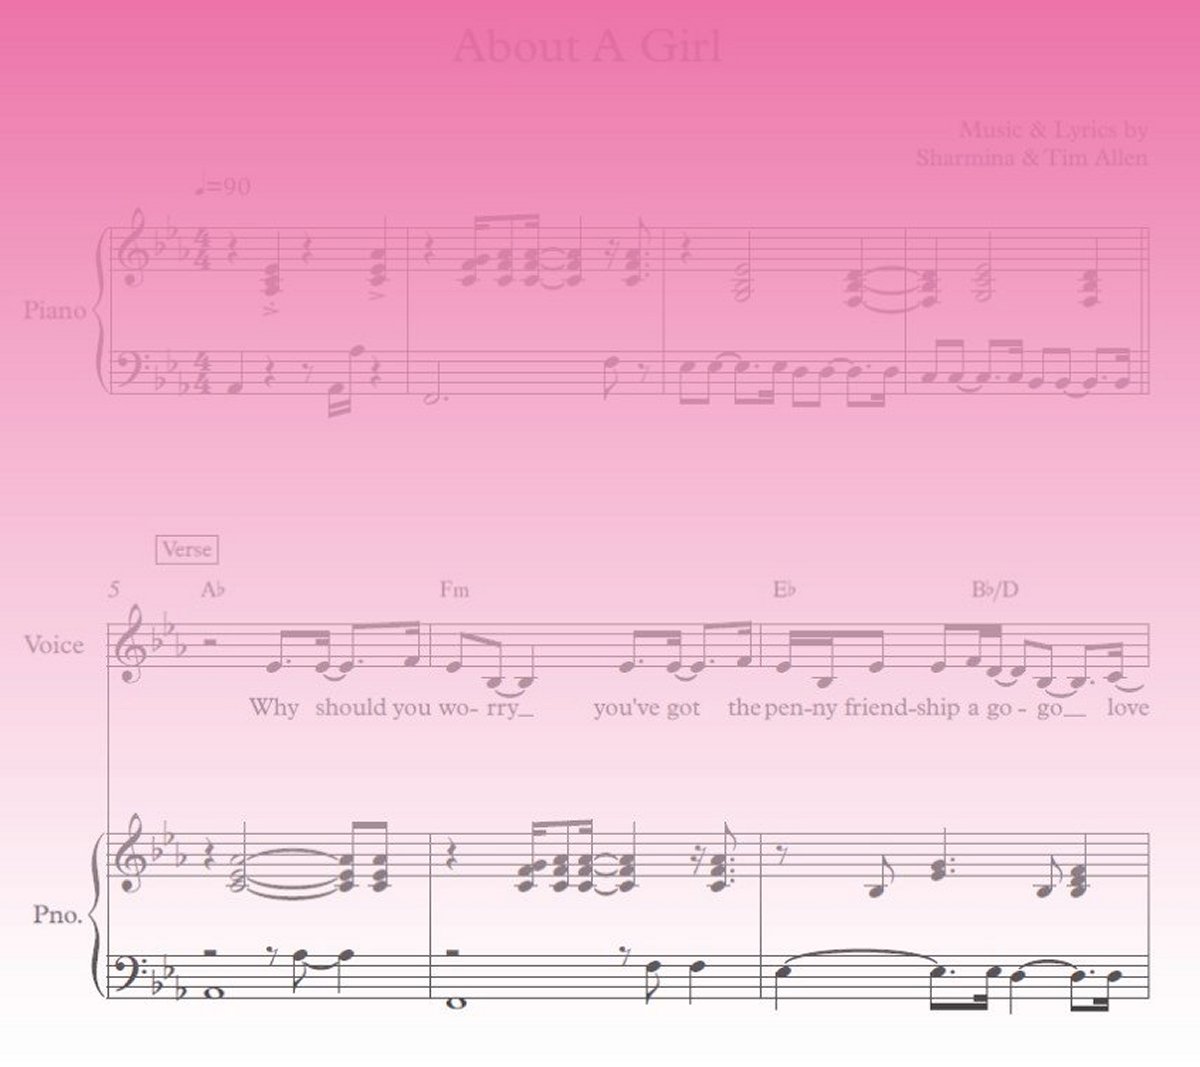 About A Girl
Music & Lyrics by
Sharmina & Tim Allen
♩=90
Piano
Verse
5 A♭ Fm E♭ B♭/D
Voice
Why should you wo- rry_ you've got the pen-ny friend-ship a go - go_ love
Pno.